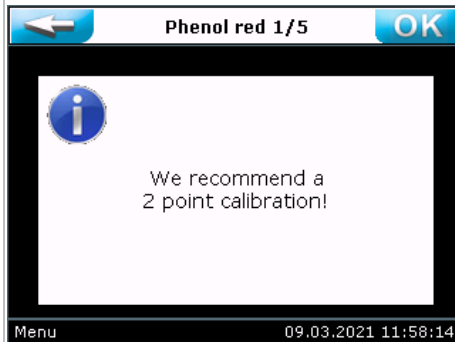 Phenol red 1/5
OK
i
We recommend a
2 point calibration!
Menu
09.03.2021 11:58:14